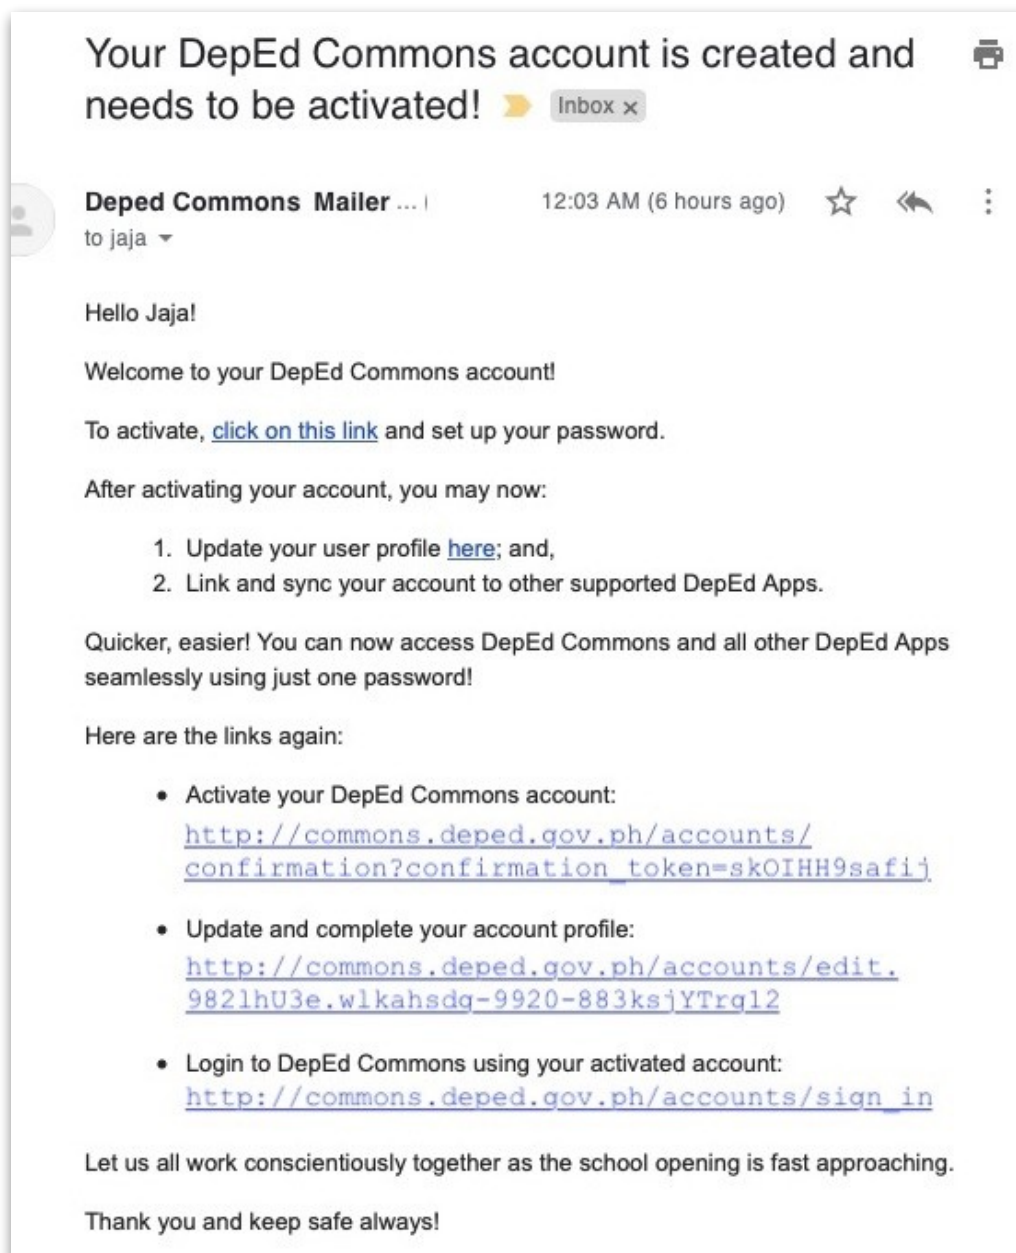 Your DepEd Commons account is created and
needs to be activated! Inbox x
Deped Commons Mailer ... 12:03 AM (6 hours ago)
to jaja
Hello Jaja!
Welcome to your DepEd Commons account!
To activate, click on this link and set up your password.
After activating your account, you may now:
1. Update your user profile here; and,
2. Link and sync your account to other supported DepEd Apps.
Quicker, easier! You can now access DepEd Commons and all other DepEd Apps
seamlessly using just one password!
Here are the links again:
• Activate your DepEd Commons account:
http://commons.deped.gov.ph/accounts/
confirmation?confirmation_token=skOIHH9safij
• Update and complete your account profile:
http://commons.deped.gov.ph/accounts/edit.
982lhU3e.wlkahsdg-9920-883ksjYTrg12
• Login to DepEd Commons using your activated account:
http://commons.deped.gov.ph/accounts/sign_in
Let us all work conscientiously together as the school opening is fast approaching.
Thank you and keep safe always!